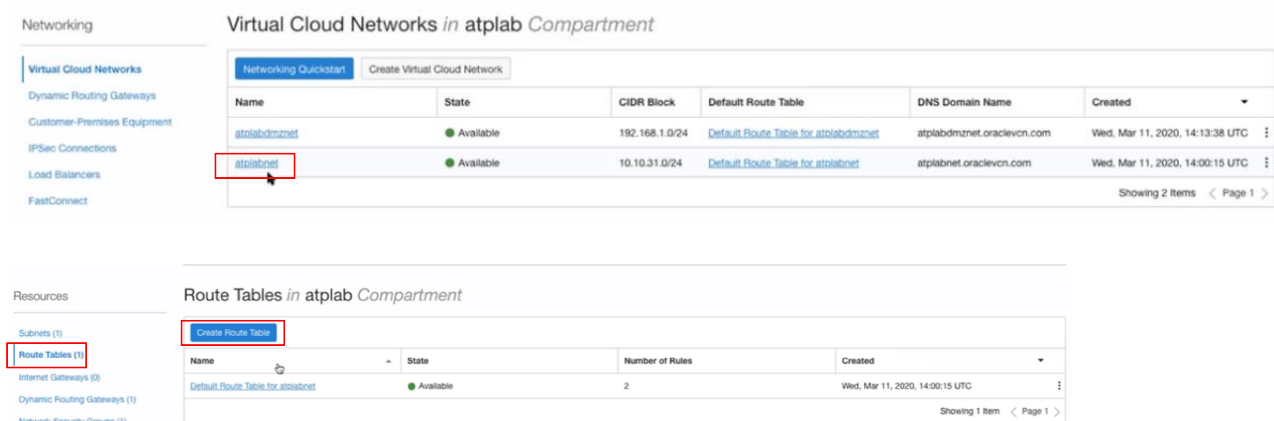 Networking
Virtual Cloud Networks in atplab Compartment
Virtual Cloud Networks
Dynamic Routing Gateways
Customer-Premises Equipment
IPSec Connections
Load Balancers
FastConnect
Networking Quickstart Create Virtual Cloud Network
Name State CIDR Block Default Route Table DNS Domain Name Created
atplabdmznet Available 192.168.1.0/24 Default Route Table for atplabdmznet atplabdmznet.oraclevcn.com Wed, Mar 11, 2020, 14:13:38 UTC
atplabnet Available 10.10.31.0/24 Default Route Table for atplabnet atplabnet.oraclevcn.com Wed, Mar 11, 2020, 14:00:15 UTC
Showing 2 Items < Page 1 >
Resources
Route Tables in atplab Compartment
Subnets (1)
Route Tables (1)
Internet Gateways (0)
Dynamic Routing Gateways (1)
Network Security Groups (1)
Create Route Table
Name State Number of Rules Created
Default Route Table for atplabnet Available 2 Wed, Mar 11, 2020, 14:00:15 UTC
Showing 1 Item < Page 1 >